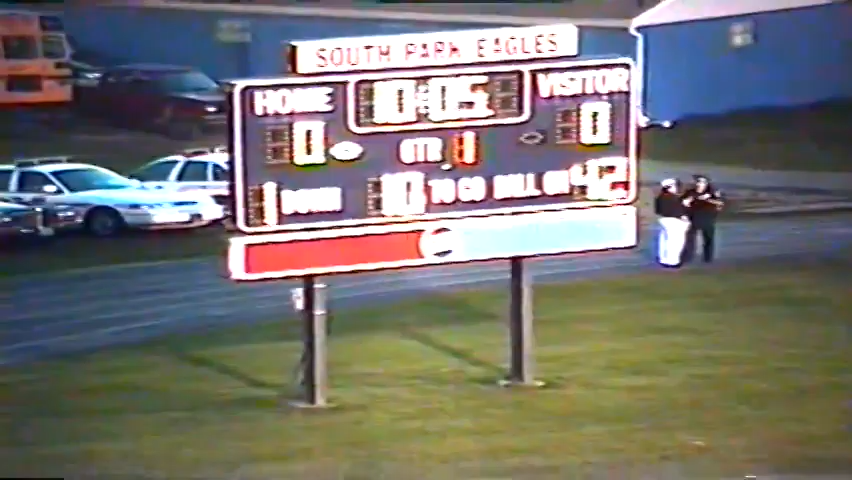 SOUTH PARK EAGLES
HOME 10:05 VISITOR
0 QTR 1 0
1 DOWN 10 TO GO BALL ON 42